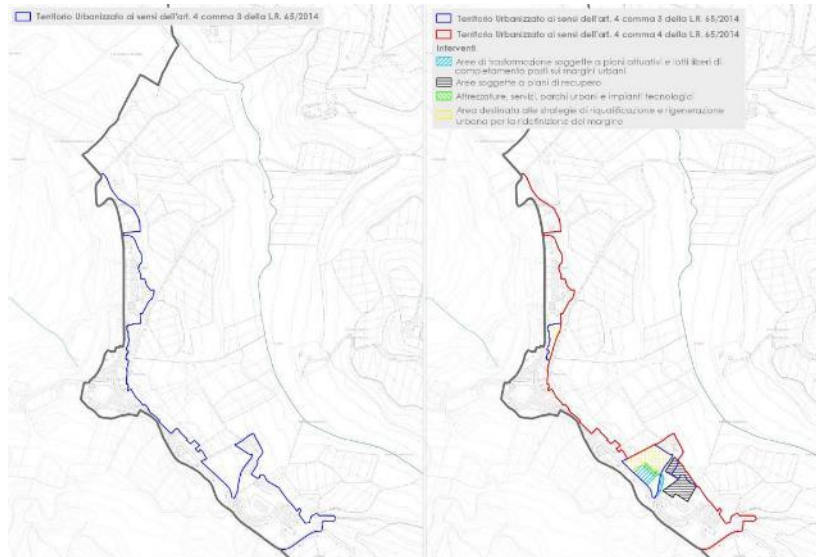 Territorio Urbanizzato ai sensi dell'art. 4 comma 3 della L.R. 65/2014
Territorio Urbanizzato ai sensi dell'art. 4 comma 3 della L.R. 65/2014
Territorio Urbanizzato ai sensi dell'art. 4 comma 4 della L.R. 65/2014
Interventi
Aree di trasformazione soggette a piani attuativi e lotti liberi di
completamento posti sui margini urbani
Aree soggette a piani di recupero
Attrezzature, servizi, parchi urbani e impianti tecnologici
Area destinata alle strategie di riqualificazione e rigenerazione
urbana per la ridefinizione del margine